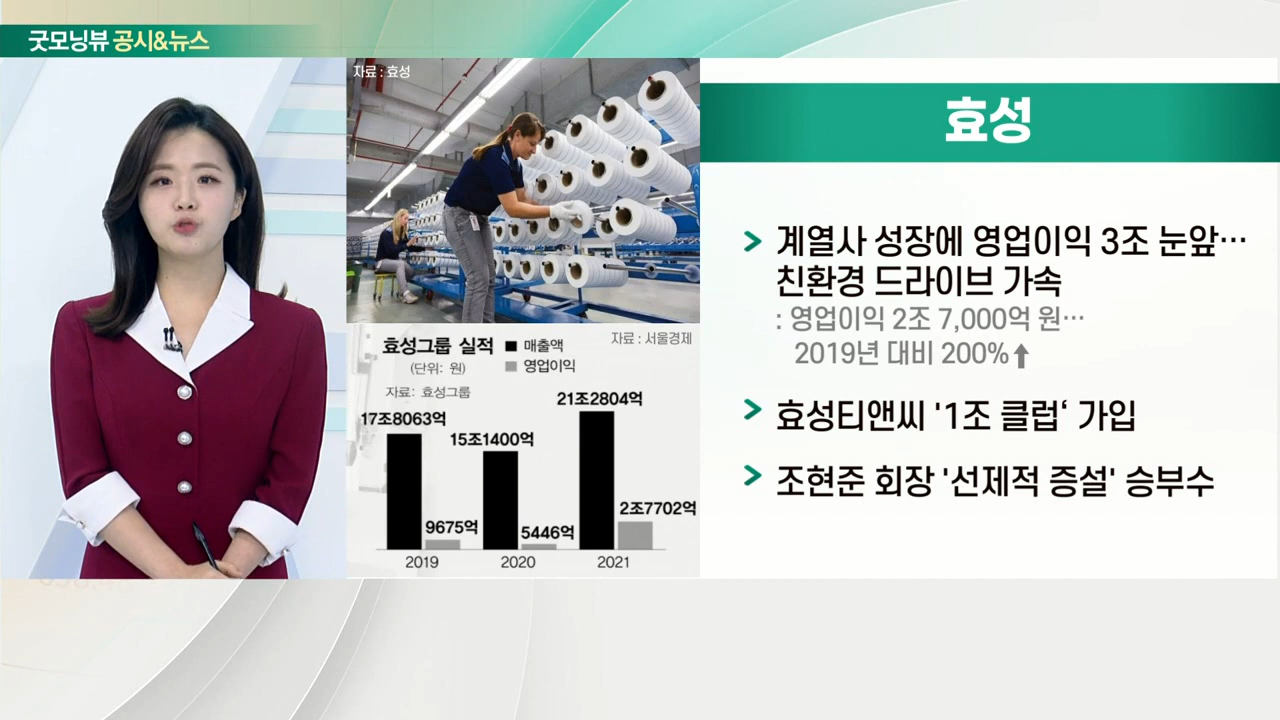 굿모닝뷰 공시&뉴스
자료 : 효성
효성그룹 실적
(단위: 원)
자료: 효성그룹
■ 매출액
■ 영업이익
자료 : 서울경제
17조8063억
15조1400억
21조2804억
9675억
5446억
2조7702억
2019 2020 2021
효성
계열사 성장에 영업이익 3조 눈앞…
친환경 드라이브 가속
: 영업이익 2조 7,000억 원…
2019년 대비 200%↑
효성티앤씨 '1조 클럽‘ 가입
조현준 회장 '선제적 증설' 승부수